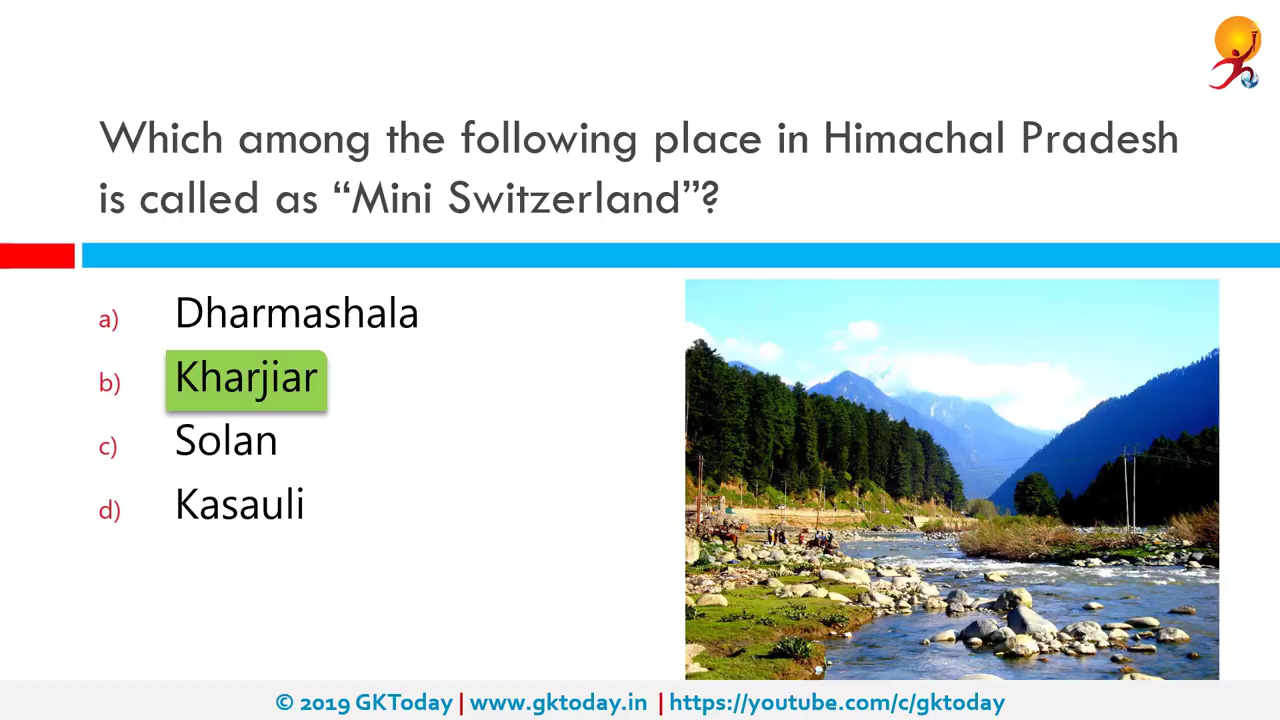 Which among the following place in Himachal Pradesh
is called as “Mini Switzerland”?
a) Dharmashala
b) Kharjiar
c) Solan
d) Kasauli
© 2019 GKToday | www.gktoday.in | https://youtube.com/c/gktoday